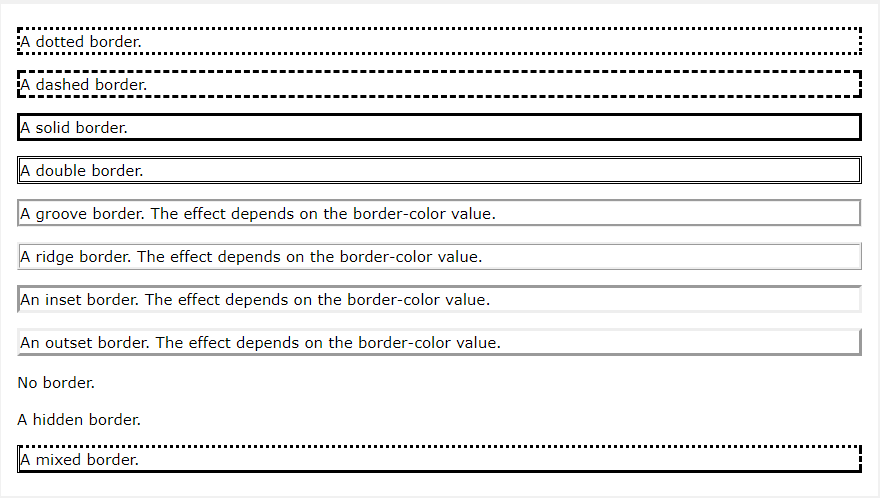 A dotted border.
A dashed border.
A solid border.
A double border.
A groove border. The effect depends on the border-color value.
A ridge border. The effect depends on the border-color value.
An inset border. The effect depends on the border-color value.
An outset border. The effect depends on the border-color value.
No border.
A hidden border.
A mixed border.